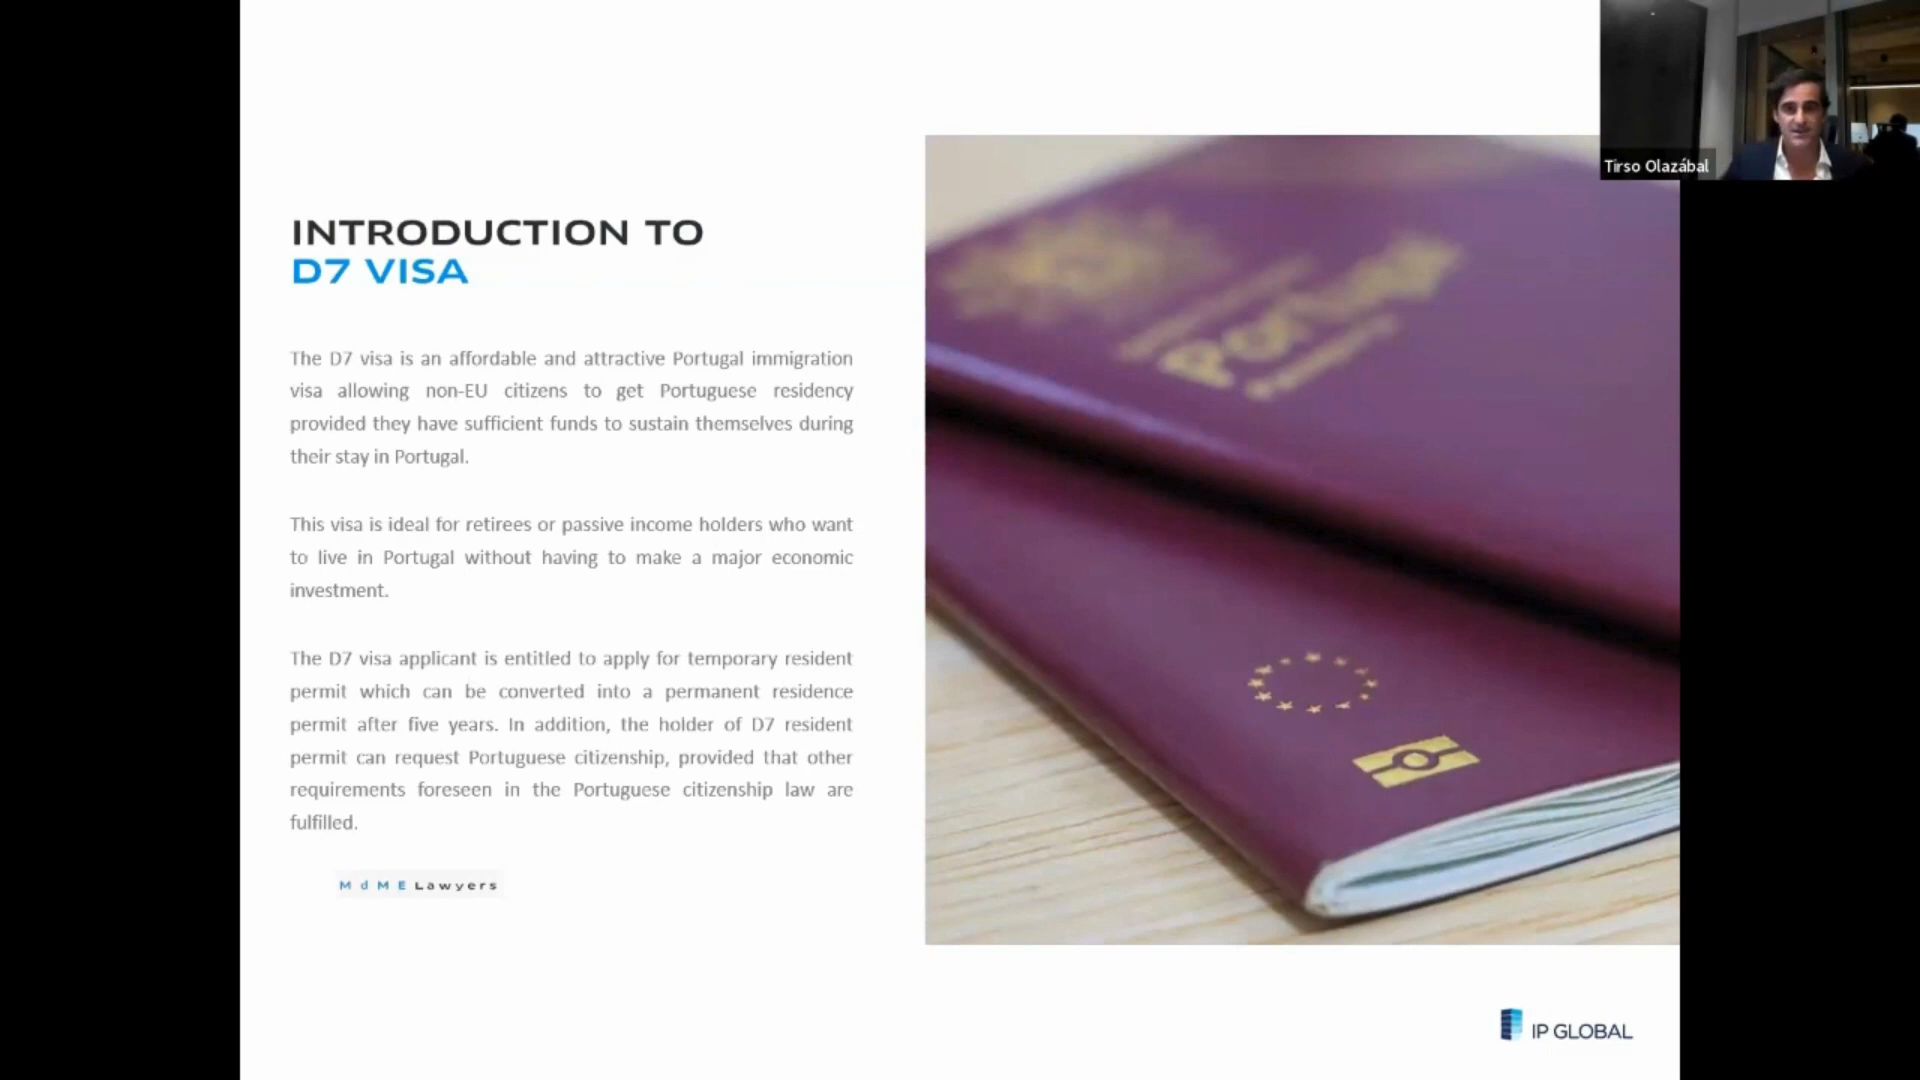 Tirso Olazábal
INTRODUCTION TO
D7 VISA
The D7 visa is an affordable and attractive Portugal immigration
visa allowing non-EU citizens to get Portuguese residency
provided they have sufficient funds to sustain themselves during
their stay in Portugal.
This visa is ideal for retirees or passive income holders who want
to live in Portugal without having to make a major economic
investment.
The D7 visa applicant is entitled to apply for temporary resident
permit which can be converted into a permanent residence
permit after five years. In addition, the holder of D7 resident
permit can request Portuguese citizenship, provided that other
requirements foreseen in the Portuguese citizenship law are
fulfilled.
MdME Lawyers
IP GLOBAL